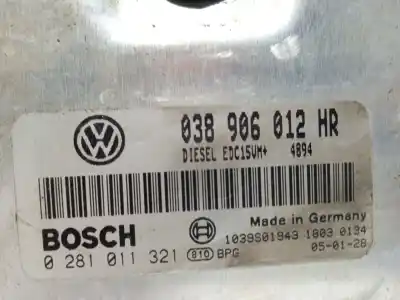 038 906 012 HR
DIESEL EDC15VM+ 4894
Made in Germany
BOSCH
1039S01943 1803 0134
0 281 011 321 810 BPG
05-01-28